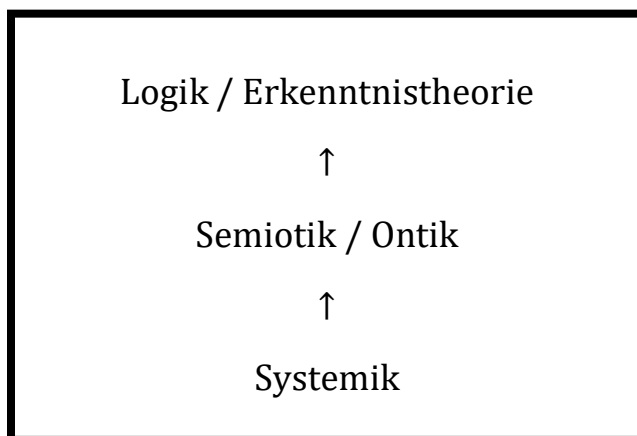 Logik / Erkenntnistheorie
↑
Semiotik / Ontik
↑
Systemik